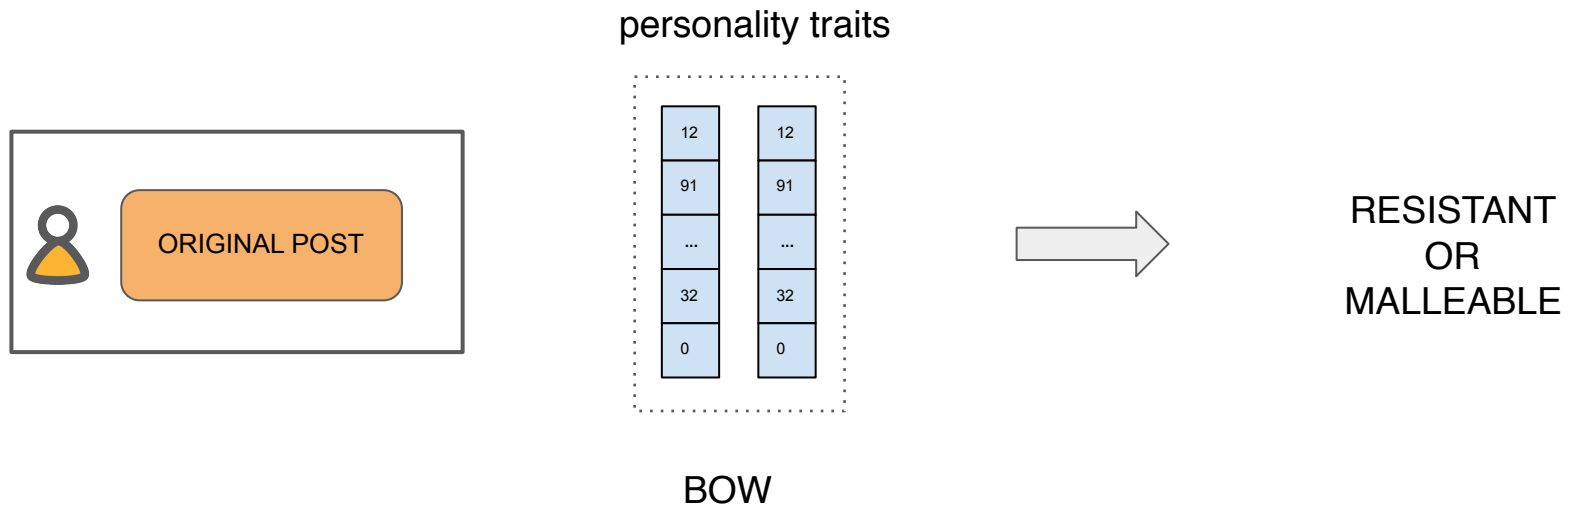 personality traits
ORIGINAL POST
12 12
91 91
... ...
32 32
0 0
BOW
RESISTANT
OR
MALLEABLE